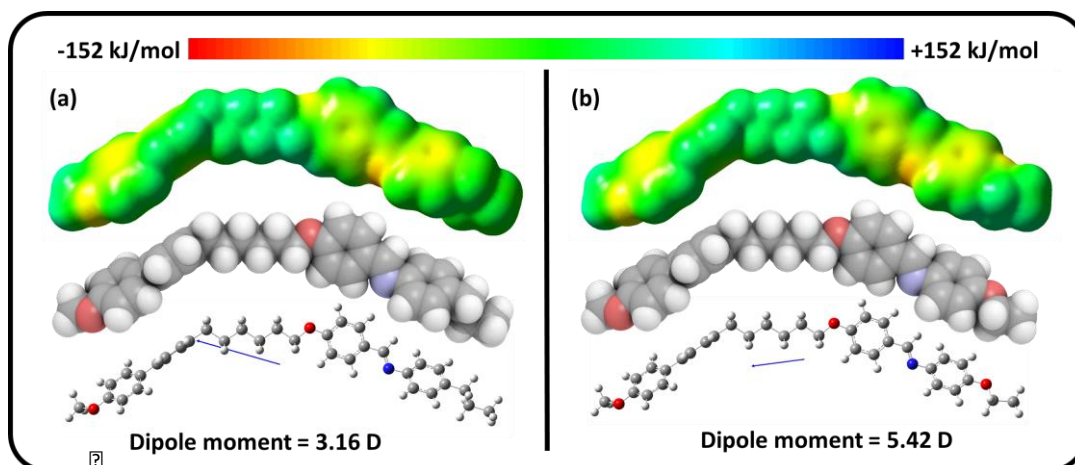 -152 kJ/mol +152 kJ/mol
(a) (b)
Dipole moment = 3.16 D Dipole moment = 5.42 D
?